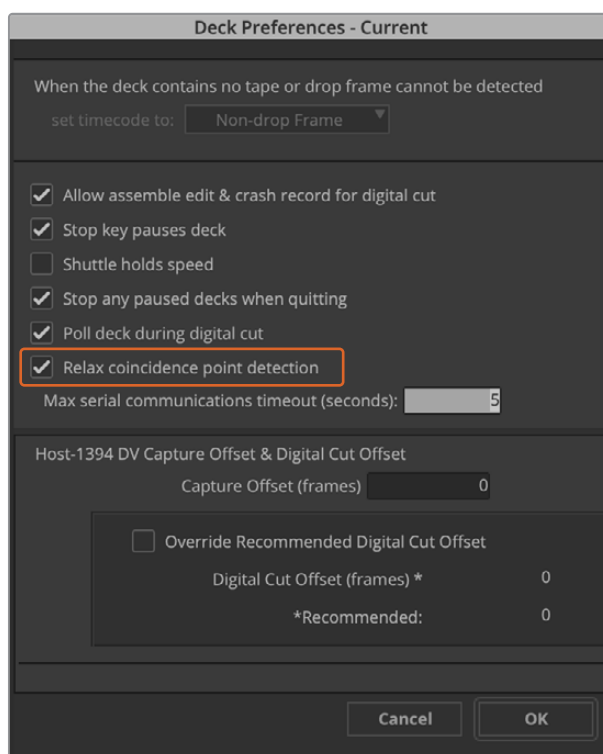 Deck Preferences - Current
When the deck contains no tape or drop frame cannot be detected
set timecode to: Non-drop Frame
Allow assemble edit & crash record for digital cut
Stop key pauses deck
Shuttle holds speed
Stop any paused decks when quitting
Poll deck during digital cut
Relax coincidence point detection
Max serial communications timeout (seconds): 5
Host-1394 DV Capture Offset & Digital Cut Offset
Capture Offset (frames) 0
Override Recommended Digital Cut Offset
Digital Cut Offset (frames) * 0
*Recommended: 0
Cancel OK